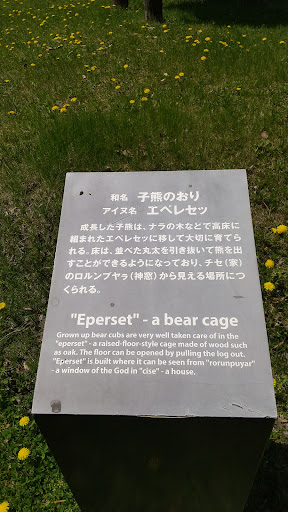 和名 子熊のおり
アイヌ名 エペレセッ
成長した子熊は、ナラの木などで高床に
組まれたエペレセッに移して大切に育てら
れる。床は、並べた丸太を引き抜いて熊を出
すことができるようになっており、チセ(家)
のロルンプヤㇻ(神窓)から見える場所につ
くられる。
"Eperset" - a bear cage
Grown up bear cubs are very well taken care of in the
"eperset" - a raised-floor-style cage made of wood such
as oak. The floor can be opened by pulling the log out.
"Eperset" is built where it can be seen from "rorunpuyar"
- a window of the God in "cise" - a house.